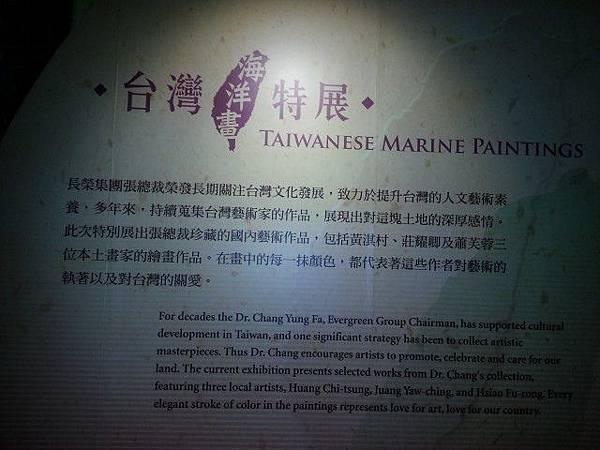 台灣海洋畫特展
TAIWANESE MARINE PAINTINGS
長榮集團張總裁榮發長期關注台灣文化發展，致力於提升台灣的人文藝術素
養，多年來，持續蒐集台灣藝術家的作品，展現出對這塊土地的深厚感情。
此次特別展出張總裁珍藏的國內藝術作品，包括黃淇村、莊耀卿及蕭芙蓉三
位本土畫家的繪畫作品。在畫中的每一抹顏色，都代表著這些作者對藝術的
執著以及對台灣的關愛。
For decades the Dr. Chang Yung Fa, Evergreen Group Chairman, has supported cultural
development in Taiwan, and one significant strategy has been to collect artistic
masterpieces. Thus Dr. Chang encourages artists to promote, celebrate and care for our
land. The current exhibition presents selected works from Dr. Chang's collection,
featuring three local artists, Huang Chi-tsung, Juang Yaw-ching, and Hsiao Fu-rong. Every
elegant stroke of color in the paintings represents love for art, love for our country.